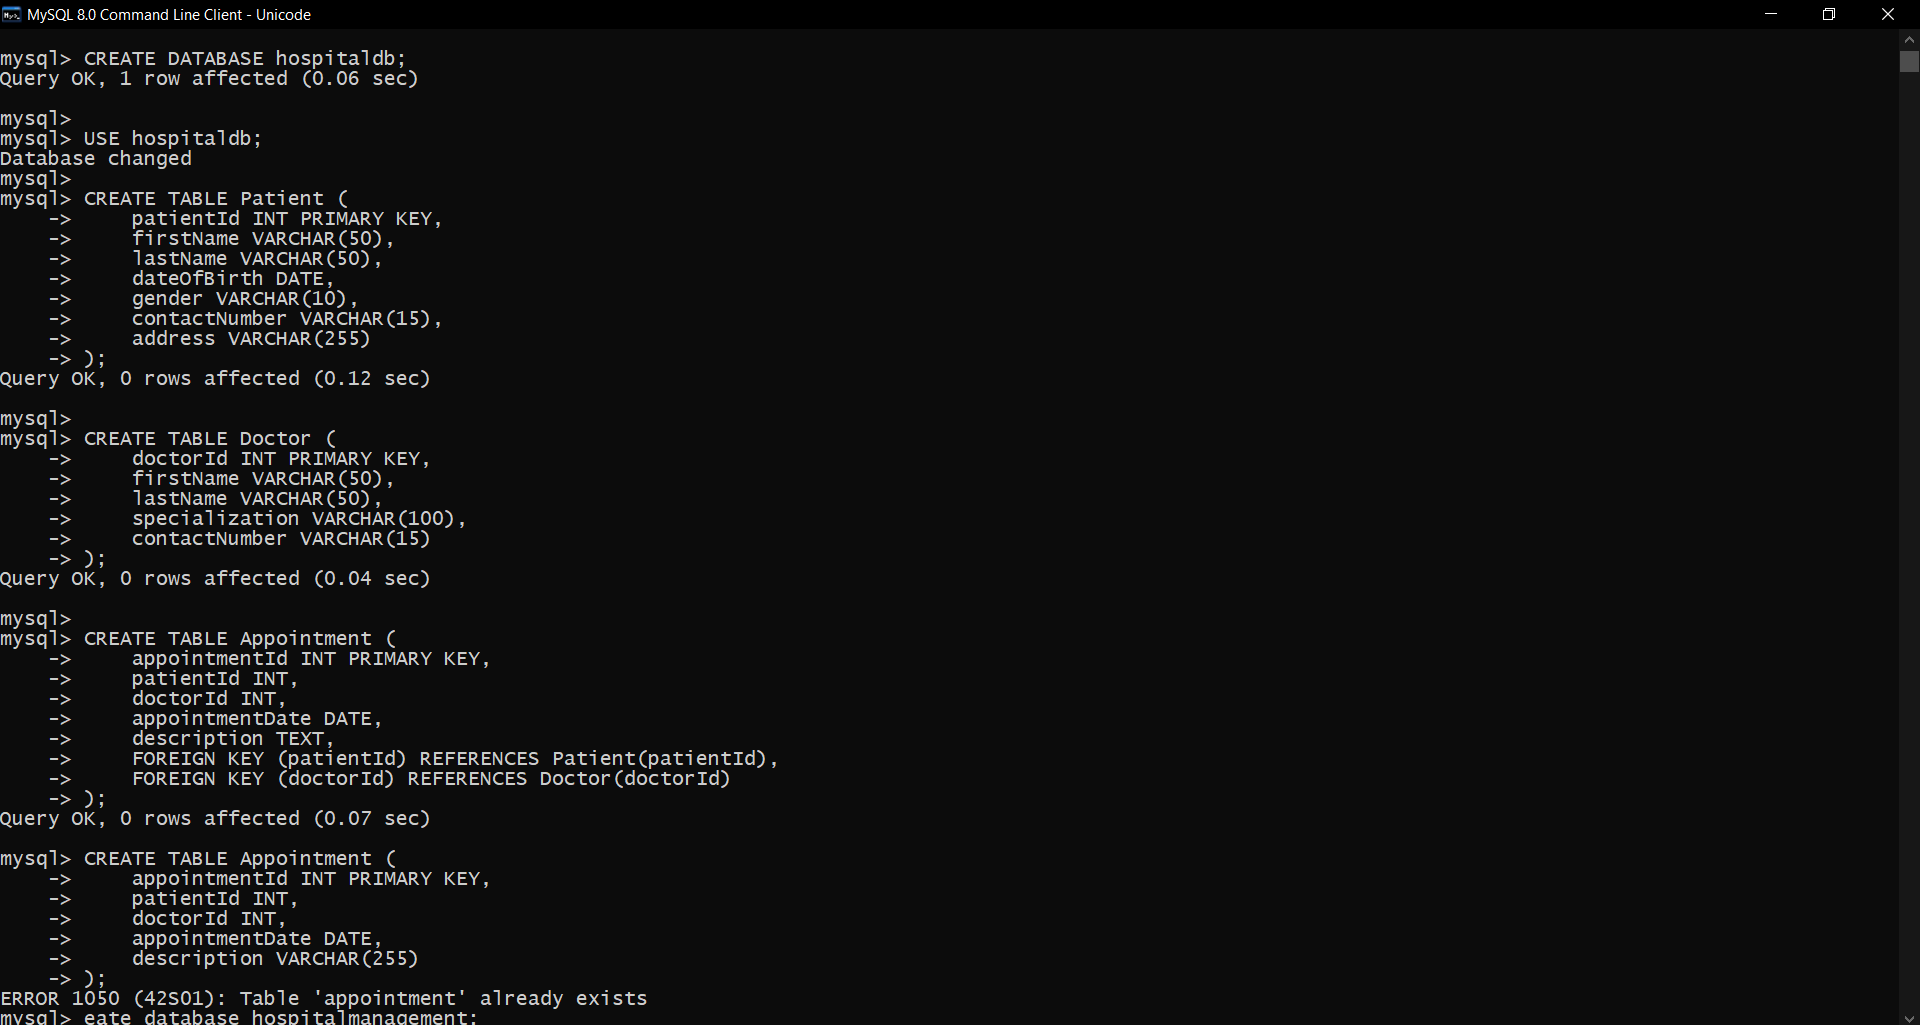 MySQL 8.0 Command Line Client - Unicode
mysql> CREATE DATABASE hospitaldb;
Query OK, 1 row affected (0.06 sec)
mysql>
mysql> USE hospitaldb;
Database changed
mysql>
mysql> CREATE TABLE Patient (
    ->     patientId INT PRIMARY KEY,
    ->     firstName VARCHAR(50),
    ->     lastName VARCHAR(50),
    ->     dateOfBirth DATE,
    ->     gender VARCHAR(10),
    ->     contactNumber VARCHAR(15),
    ->     address VARCHAR(255)
    -> );
Query OK, 0 rows affected (0.12 sec)
mysql>
mysql> CREATE TABLE Doctor (
    ->     doctorId INT PRIMARY KEY,
    ->     firstName VARCHAR(50),
    ->     lastName VARCHAR(50),
    ->     specialization VARCHAR(100),
    ->     contactNumber VARCHAR(15)
    -> );
Query OK, 0 rows affected (0.04 sec)
mysql>
mysql> CREATE TABLE Appointment (
    ->     appointmentId INT PRIMARY KEY,
    ->     patientId INT,
    ->     doctorId INT,
    ->     appointmentDate DATE,
    ->     description TEXT,
    ->     FOREIGN KEY (patientId) REFERENCES Patient(patientId),
    ->     FOREIGN KEY (doctorId) REFERENCES Doctor(doctorId)
    -> );
Query OK, 0 rows affected (0.07 sec)
mysql> CREATE TABLE Appointment (
    ->     appointmentId INT PRIMARY KEY,
    ->     patientId INT,
    ->     doctorId INT,
    ->     appointmentDate DATE,
    ->     description VARCHAR(255)
    -> );
ERROR 1050 (42S01): Table 'appointment' already exists
mysql> eate database hospitalmanagement;